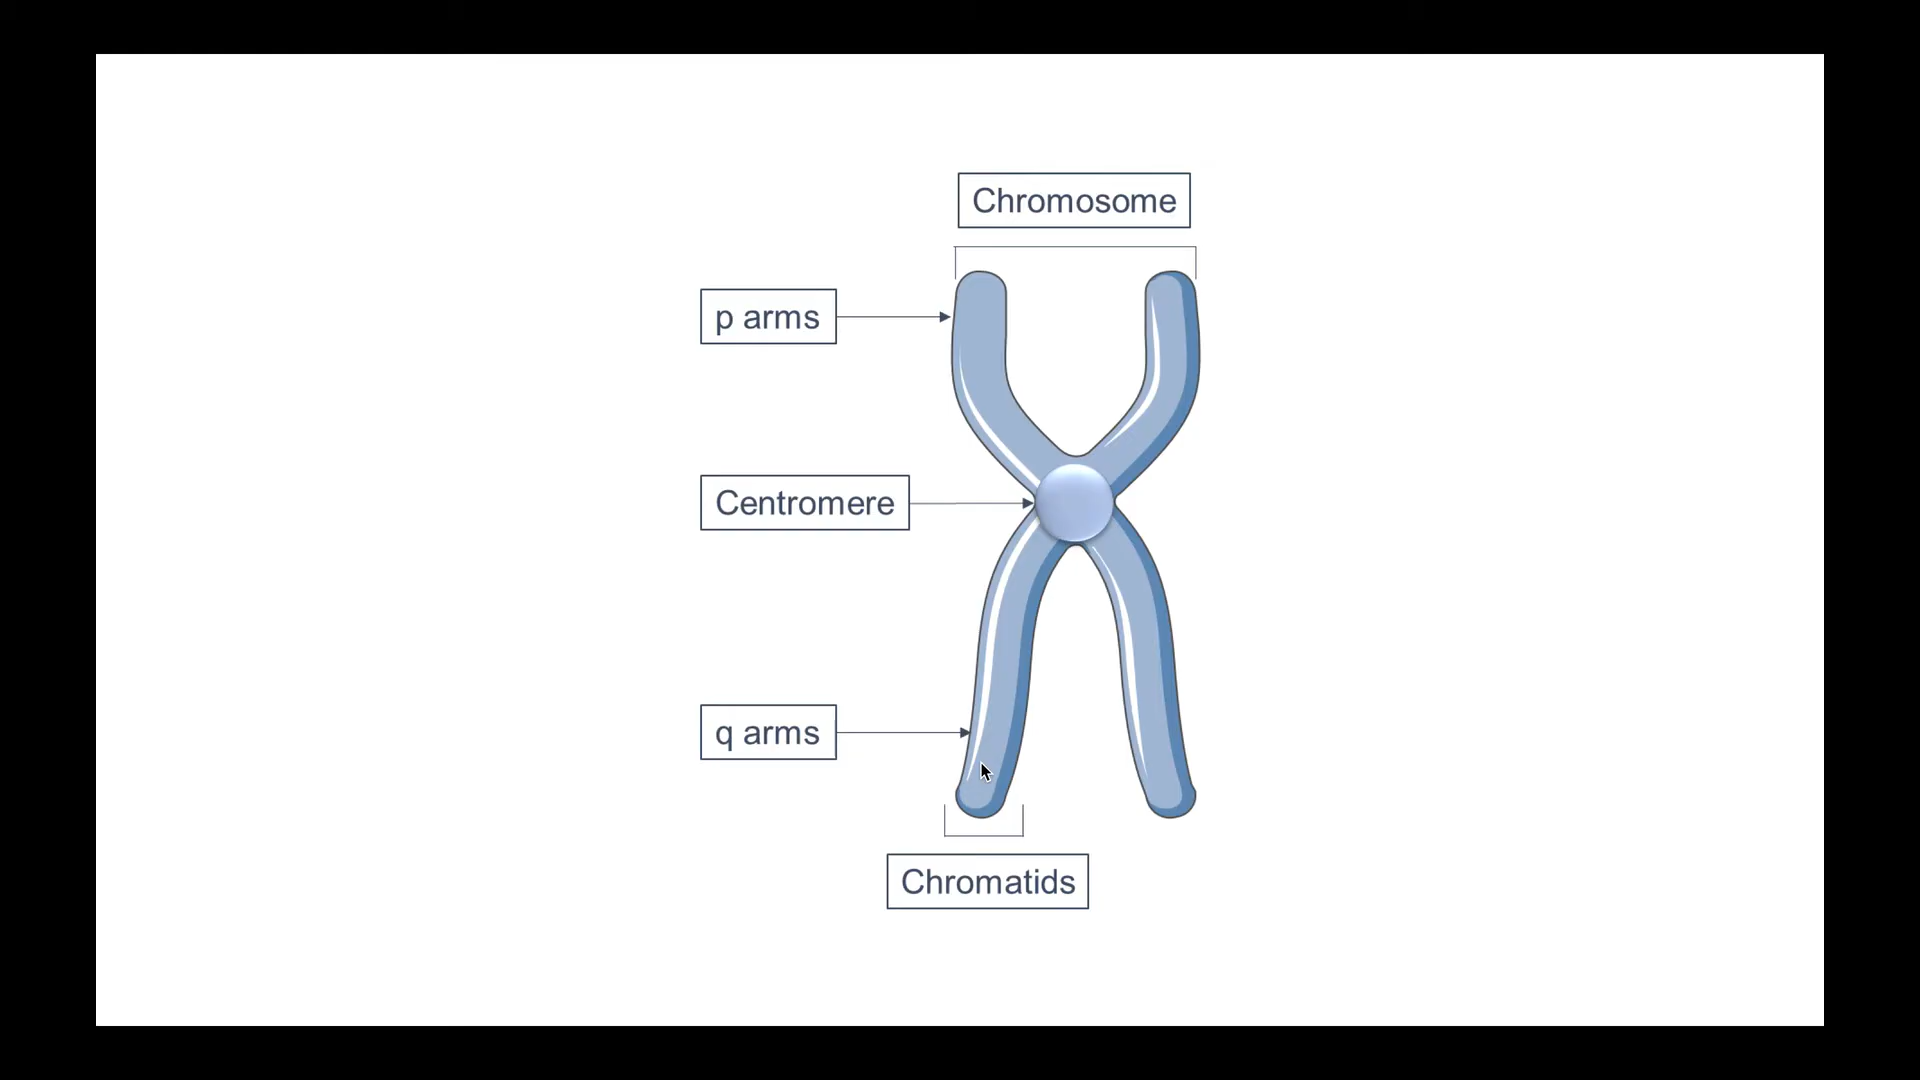 Chromosome
p arms
Centromere
q arms
Chromatids